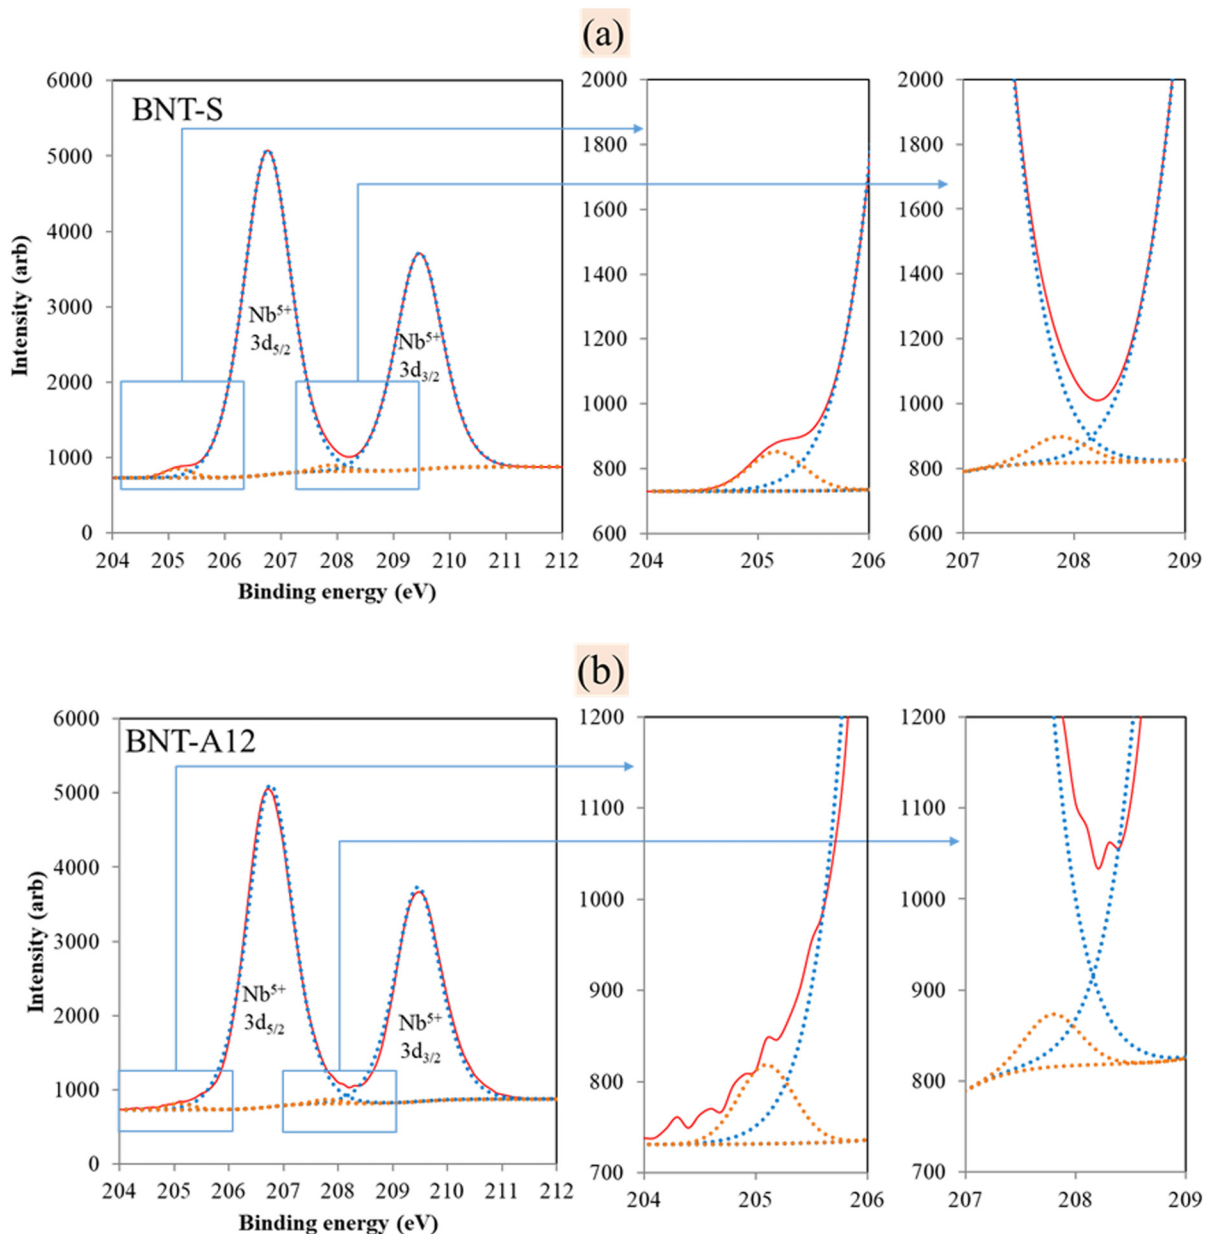 (a)
BNT-S
Intensity (arb)
6000
5000
4000
3000
2000
1000
0
Nb⁵⁺
3d₅/₂
Nb⁵⁺
3d₃/₂
204 205 206 207 208 209 210 211 212
Binding energy (eV)
2000
1800
1600
1400
1200
1000
800
600
204 205 206
2000
1800
1600
1400
1200
1000
800
600
207 208 209
(b)
BNT-A12
Intensity (arb)
6000
5000
4000
3000
2000
1000
0
Nb⁵⁺
3d₅/₂
Nb⁵⁺
3d₃/₂
204 205 206 207 208 209 210 211 212
Binding energy (eV)
1200
1100
1000
900
800
700
204 205 206
1200
1100
1000
900
800
700
207 208 209